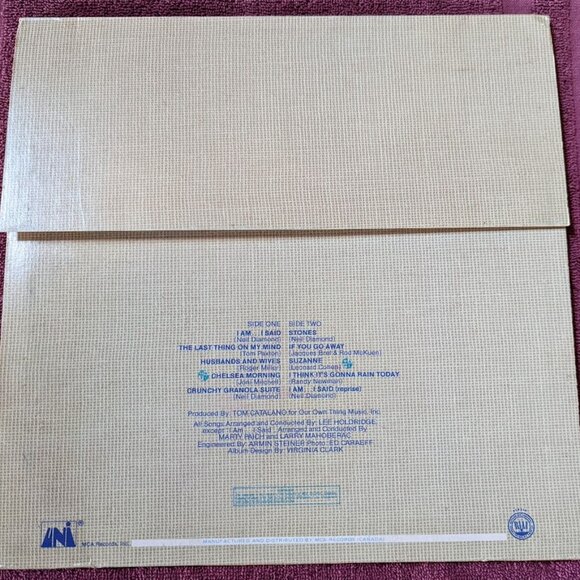 SIDE ONE
I AM... I SAID
(Neil Diamond)
THE LAST THING ON MY MIND
(Tom Paxton)
HUSBANDS AND WIVES
(Roger Miller)
CHELSEA MORNING
(Joni Mitchell)
CRUNCHY GRANOLA SUITE
(Neil Diamond)
SIDE TWO
STONES
(Neil Diamond)
IF YOU GO AWAY
(Jacques Brel & Rod McKuen)
SUZANNE
(Leonard Cohen)
I THINK IT'S GONNA RAIN TODAY
(Randy Newman)
I AM... I SAID (reprise)
(Neil Diamond)
Produced By: TOM CATALANO for Our Own Thing Music, Inc.
All Songs Arranged and Conducted By: LEE HOLDRIDGE,
except "I Am... I Said", Arranged and Conducted By
MARTY PAICH and LARRY MAHOBERAC
Engineered By: ARMIN STEINER Photo: ED CARAEFF
Album Design By: VIRGINIA CLARK
UNI ®
MCA Records, Inc.
MANUFACTURED AND DISTRIBUTED BY MCA RECORDS (CANADA)